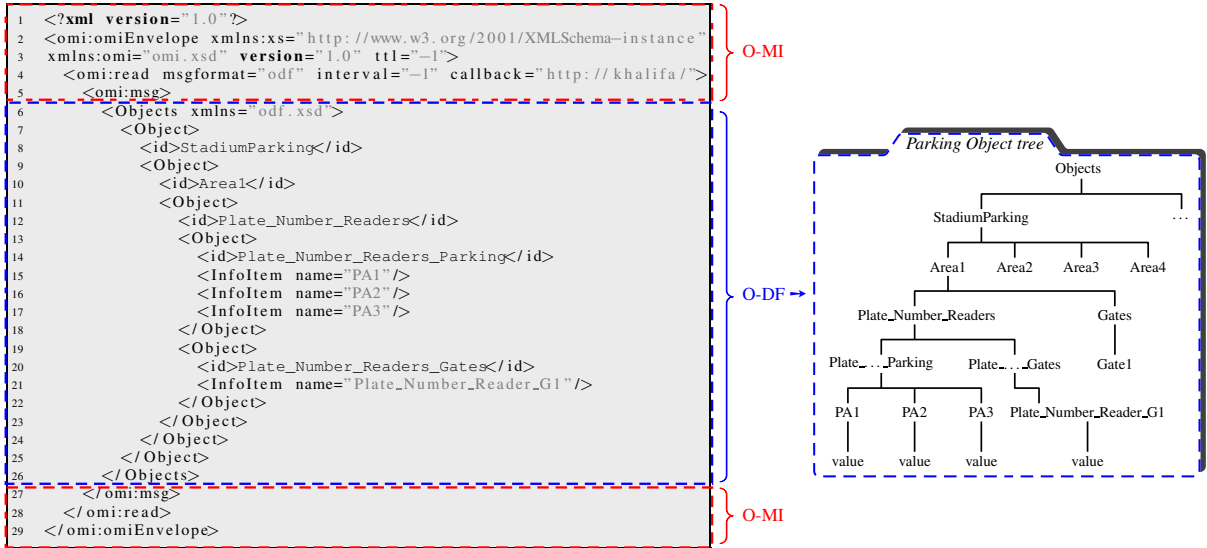 1 <?xml version="1.0"?>
2 <omi:omiEnvelope xmlns:xs="http://www.w3.org/2001/XMLSchema-instance"
3 xmlns:omi="omi.xsd" version="1.0" ttl="-1">
4 <omi:read msgformat="odf" interval="-1" callback="http://khalifa/">
5 <omi:msg>
6 <Objects xmlns="odf.xsd">
7 <Object>
8 <id>StadiumParking</id>
9 <Object>
10 <id>Area1</id>
11 <Object>
12 <id>Plate_Number_Readers</id>
13 <Object>
14 <id>Plate_Number_Readers_Parking</id>
15 <InfoItem name="PA1"/>
16 <InfoItem name="PA2"/>
17 <InfoItem name="PA3"/>
18 </Object>
19 <Object>
20 <id>Plate_Number_Readers_Gates</id>
21 <InfoItem name="Plate_Number_Reader_G1"/>
22 </Object>
23 </Object>
24 </Object>
25 </Object>
26 </Objects>
27 </omi:msg>
28 </omi:read>
29 </omi:omiEnvelope>
O-MI
O-DF
O-MI
Parking Object tree
Objects
StadiumParking ...
Area1 Area2 Area3 Area4
Plate_Number_Readers Gates
Plate_..._Parking Plate_..._Gates Gate1
PA1 PA2 PA3 Plate_Number_Reader_G1
value value value value